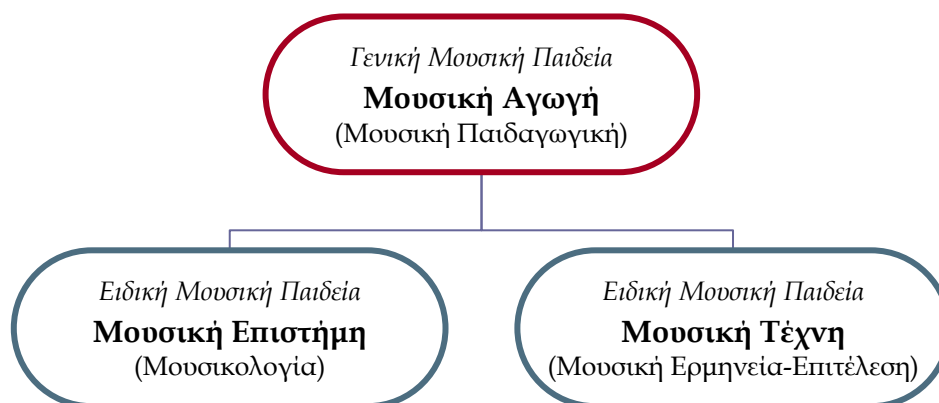 Γενική Μουσική Παιδεία
Μουσική Αγωγή
(Μουσική Παιδαγωγική)
Ειδική Μουσική Παιδεία
Μουσική Επιστήμη
(Μουσικολογία)
Ειδική Μουσική Παιδεία
Μουσική Τέχνη
(Μουσική Ερμηνεία-Επιτέλεση)